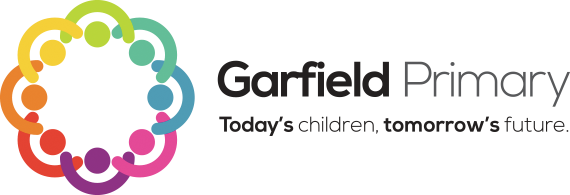 Garfield Primary
Today's children, tomorrow's future.